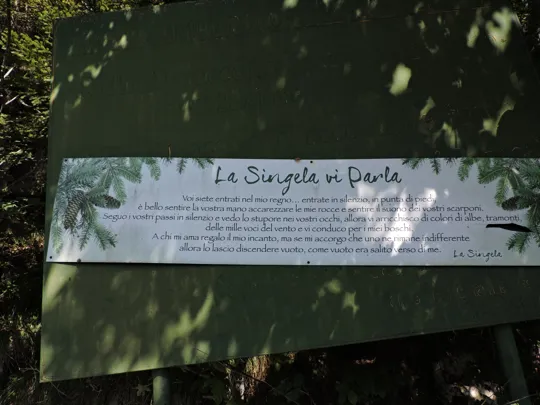 La Singela vi Parla
Voi siete entrati nel mio regno... entrate in silenzio, in punta di piedi
è bello sentire la vostra mano accarezzare le mie rocce e sentire il suono dei vostri scarponi.
Seguo i vostri passi in silenzio e vedo lo stupore nei vostri occhi, allora vi arricchisco di colori di albe, tramonti,
delle mille voci del vento e vi conduco per i miei boschi.
A chi mi ama regalo il mio incanto, ma se mi accorgo che uno rimane indifferente
allora lo lascio discendere vuoto, come vuoto era salito verso di me.
La Singela